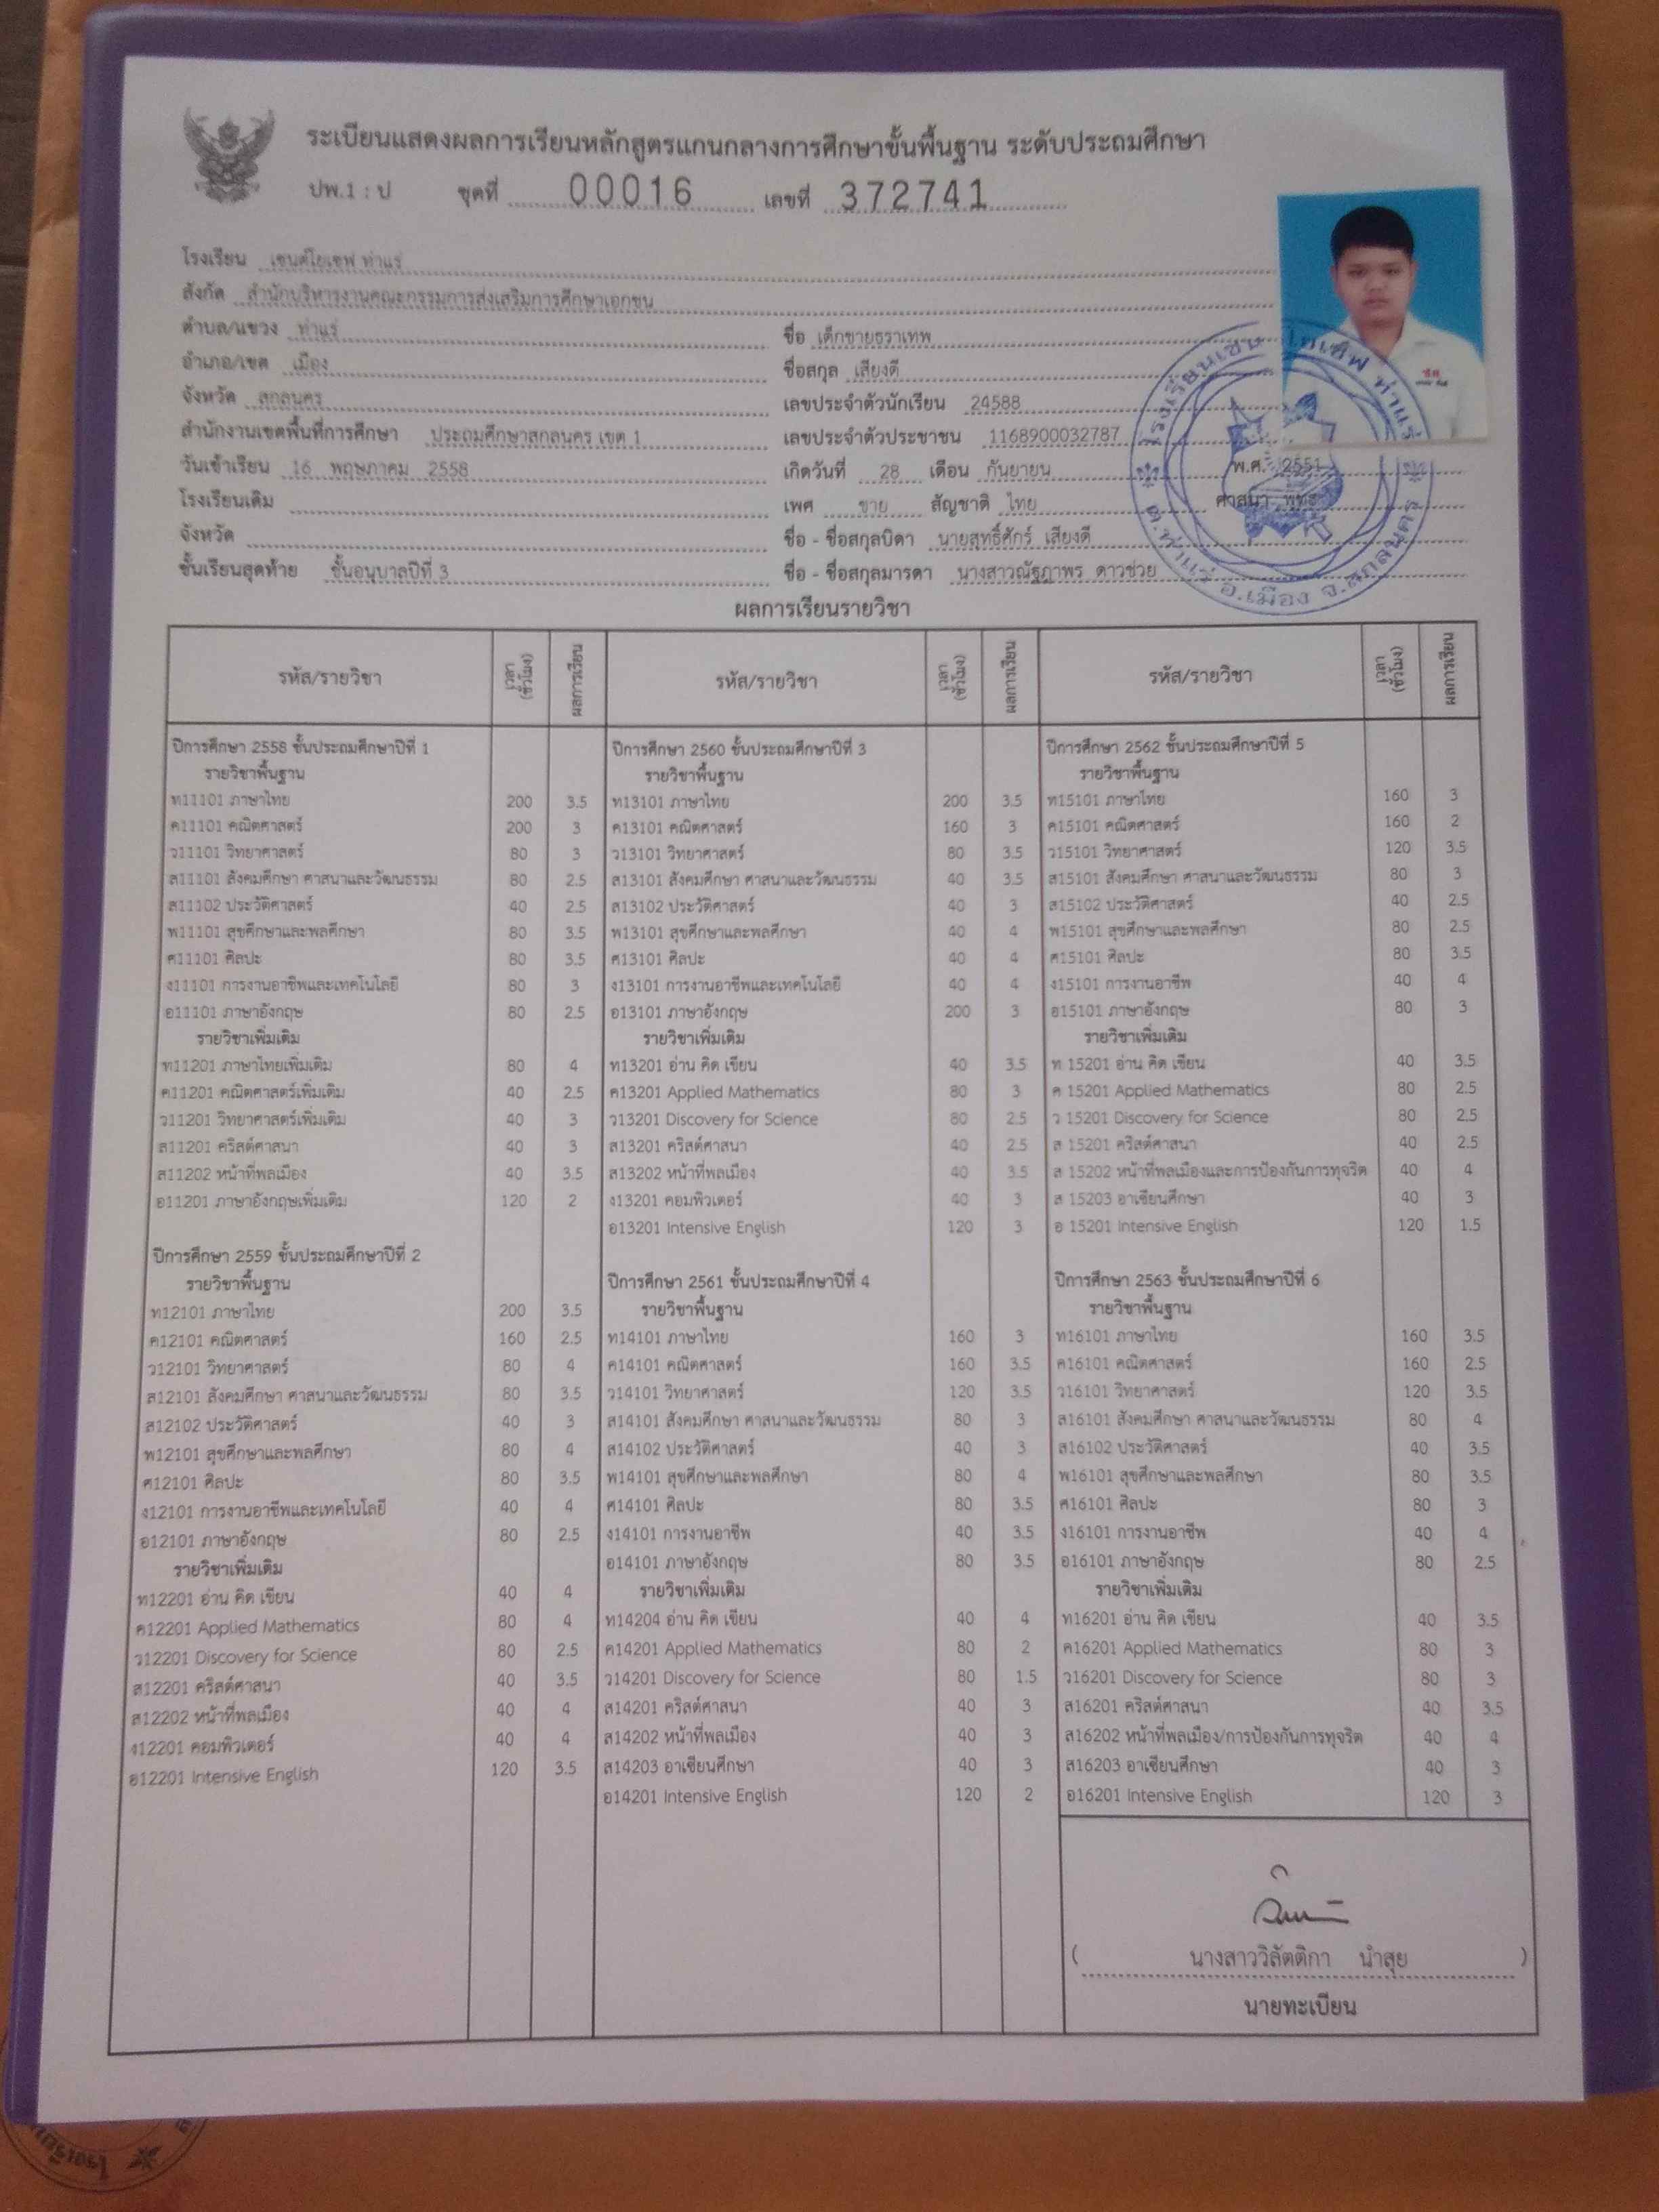 ระเบียนแสดงผลการเรียนหลักสูตรแกนกลางการศึกษาขั้นพื้นฐาน ระดับประถมศึกษา
ปพ.1 : ป ชุดที่ 00016 เลขที่ 372741
โรงเรียน เซนต์โยเซฟ ท่าแร่
สังกัด สำนักบริหารงานคณะกรรมการส่งเสริมการศึกษาเอกชน
ตำบล/แขวง ท่าแร่
อำเภอ/เขต เมือง
จังหวัด สกลนคร
สำนักงานเขตพื้นที่การศึกษา ประถมศึกษาสกลนคร เขต 1
วันเข้าเรียน 16 พฤษภาคม 2558
โรงเรียนเดิม
จังหวัด
ชั้นเรียนสุดท้าย ชั้นอนุบาลปีที่ 3
ชื่อ เด็กชายธราเทพ
ชื่อสกุล เสียงดี
เลขประจำตัวนักเรียน 24588
เลขประจำตัวประชาชน 1168900032787
เกิดวันที่ 28 เดือน กันยายน พ.ศ. 2551
เพศ ชาย สัญชาติ ไทย ศาสนา พุทธ
ชื่อ - ชื่อสกุลบิดา นายสุทธิ์ศักร์ เสียงดี
ชื่อ - ชื่อสกุลมารดา นางสาวณัฐฎาพร ดาวช่วย
โรงเรียนเซนต์โยเซฟ ท่าแร่
ต.ท่าแร่ อ.เมือง จ.สกลนคร
ผลการเรียนรายวิชา
รหัส/รายวิชา เวลา (ชั่วโมง) ผลการเรียน
ปีการศึกษา 2558 ชั้นประถมศึกษาปีที่ 1
รายวิชาพื้นฐาน
ท11101 ภาษาไทย 200 3.5
ค11101 คณิตศาสตร์ 200 3
ว11101 วิทยาศาสตร์ 80 3
ส11101 สังคมศึกษา ศาสนาและวัฒนธรรม 80 2.5
ส11102 ประวัติศาสตร์ 40 2.5
พ11101 สุขศึกษาและพลศึกษา 80 3.5
ศ11101 ศิลปะ 80 3.5
ง11101 การงานอาชีพและเทคโนโลยี 80 3
อ11101 ภาษาอังกฤษ 80 2.5
รายวิชาเพิ่มเติม
ท11201 ภาษาไทยเพิ่มเติม 80 4
ค11201 คณิตศาสตร์เพิ่มเติม 40 2.5
ว11201 วิทยาศาสตร์เพิ่มเติม 40 3
ส11201 คริสต์ศาสนา 40 3
ส11202 หน้าที่พลเมือง 40 3.5
อ11201 ภาษาอังกฤษเพิ่มเติม 120 2
ปีการศึกษา 2559 ชั้นประถมศึกษาปีที่ 2
รายวิชาพื้นฐาน
ท12101 ภาษาไทย 200 3.5
ค12101 คณิตศาสตร์ 160 2.5
ว12101 วิทยาศาสตร์ 80 4
ส12101 สังคมศึกษา ศาสนาและวัฒนธรรม 80 3.5
ส12102 ประวัติศาสตร์ 40 3
พ12101 สุขศึกษาและพลศึกษา 80 4
ศ12101 ศิลปะ 80 3.5
ง12101 การงานอาชีพและเทคโนโลยี 40 4
อ12101 ภาษาอังกฤษ 80 2.5
รายวิชาเพิ่มเติม
ท12201 อ่าน คิด เขียน 40 4
ค12201 Applied Mathematics 80 4
ว12201 Discovery for Science 80 2.5
ส12201 คริสต์ศาสนา 40 3.5
ส12202 หน้าที่พลเมือง 40 4
ง12201 คอมพิวเตอร์ 40 4
อ12201 Intensive English 120 3.5
รหัส/รายวิชา เวลา (ชั่วโมง) ผลการเรียน
ปีการศึกษา 2560 ชั้นประถมศึกษาปีที่ 3
รายวิชาพื้นฐาน
ท13101 ภาษาไทย 200 3.5
ค13101 คณิตศาสตร์ 160 3
ว13101 วิทยาศาสตร์ 80 3.5
ส13101 สังคมศึกษา ศาสนาและวัฒนธรรม 40 3.5
ส13102 ประวัติศาสตร์ 40 3
พ13101 สุขศึกษาและพลศึกษา 40 4
ศ13101 ศิลปะ 40 4
ง13101 การงานอาชีพและเทคโนโลยี 40 4
อ13101 ภาษาอังกฤษ 200 3
รายวิชาเพิ่มเติม
ท13201 อ่าน คิด เขียน 40 3.5
ค13201 Applied Mathematics 80 3
ว13201 Discovery for Science 80 2.5
ส13201 คริสต์ศาสนา 40 2.5
ส13202 หน้าที่พลเมือง 40 3.5
ง13201 คอมพิวเตอร์ 40 3
อ13201 Intensive English 120 3
ปีการศึกษา 2561 ชั้นประถมศึกษาปีที่ 4
รายวิชาพื้นฐาน
ท14101 ภาษาไทย 160 3
ค14101 คณิตศาสตร์ 160 3.5
ว14101 วิทยาศาสตร์ 120 3.5
ส14101 สังคมศึกษา ศาสนาและวัฒนธรรม 80 3
ส14102 ประวัติศาสตร์ 40 3
พ14101 สุขศึกษาและพลศึกษา 80 4
ศ14101 ศิลปะ 80 3.5
ง14101 การงานอาชีพ 40 3.5
อ14101 ภาษาอังกฤษ 80 3.5
รายวิชาเพิ่มเติม
ท14204 อ่าน คิด เขียน 40 4
ค14201 Applied Mathematics 80 2
ว14201 Discovery for Science 80 1.5
ส14201 คริสต์ศาสนา 40 3
ส14202 หน้าที่พลเมือง 40 3
ส14203 อาเซียนศึกษา 40 3
อ14201 Intensive English 120 2
รหัส/รายวิชา เวลา (ชั่วโมง) ผลการเรียน
ปีการศึกษา 2562 ชั้นประถมศึกษาปีที่ 5
รายวิชาพื้นฐาน
ท15101 ภาษาไทย 160 3
ค15101 คณิตศาสตร์ 160 2
ว15101 วิทยาศาสตร์ 120 3.5
ส15101 สังคมศึกษา ศาสนาและวัฒนธรรม 80 3
ส15102 ประวัติศาสตร์ 40 2.5
พ15101 สุขศึกษาและพลศึกษา 80 2.5
ศ15101 ศิลปะ 80 3.5
ง15101 การงานอาชีพ 40 4
อ15101 ภาษาอังกฤษ 80 3
รายวิชาเพิ่มเติม
ท 15201 อ่าน คิด เขียน 40 3.5
ค 15201 Applied Mathematics 80 2.5
ว 15201 Discovery for Science 80 2.5
ส 15201 คริสต์ศาสนา 40 2.5
ส 15202 หน้าที่พลเมืองและการป้องกันการทุจริต 40 4
ส 15203 อาเซียนศึกษา 40 3
อ 15201 Intensive English 120 1.5
ปีการศึกษา 2563 ชั้นประถมศึกษาปีที่ 6
รายวิชาพื้นฐาน
ท16101 ภาษาไทย 160 3.5
ค16101 คณิตศาสตร์ 160 2.5
ว16101 วิทยาศาสตร์ 120 3.5
ส16101 สังคมศึกษา ศาสนาและวัฒนธรรม 80 4
ส16102 ประวัติศาสตร์ 40 3.5
พ16101 สุขศึกษาและพลศึกษา 80 3.5
ศ16101 ศิลปะ 80 3
ง16101 การงานอาชีพ 40 4
อ16101 ภาษาอังกฤษ 80 2.5
รายวิชาเพิ่มเติม
ท16201 อ่าน คิด เขียน 40 3.5
ค16201 Applied Mathematics 80 3
ว16201 Discovery for Science 80 3
ส16201 คริสต์ศาสนา 40 3.5
ส16202 หน้าที่พลเมือง/การป้องกันการทุจริต 40 4
ส16203 อาเซียนศึกษา 40 3
อ16201 Intensive English 120 3
( นางสาววิลัตติกา นำสุย )
นายทะเบียน